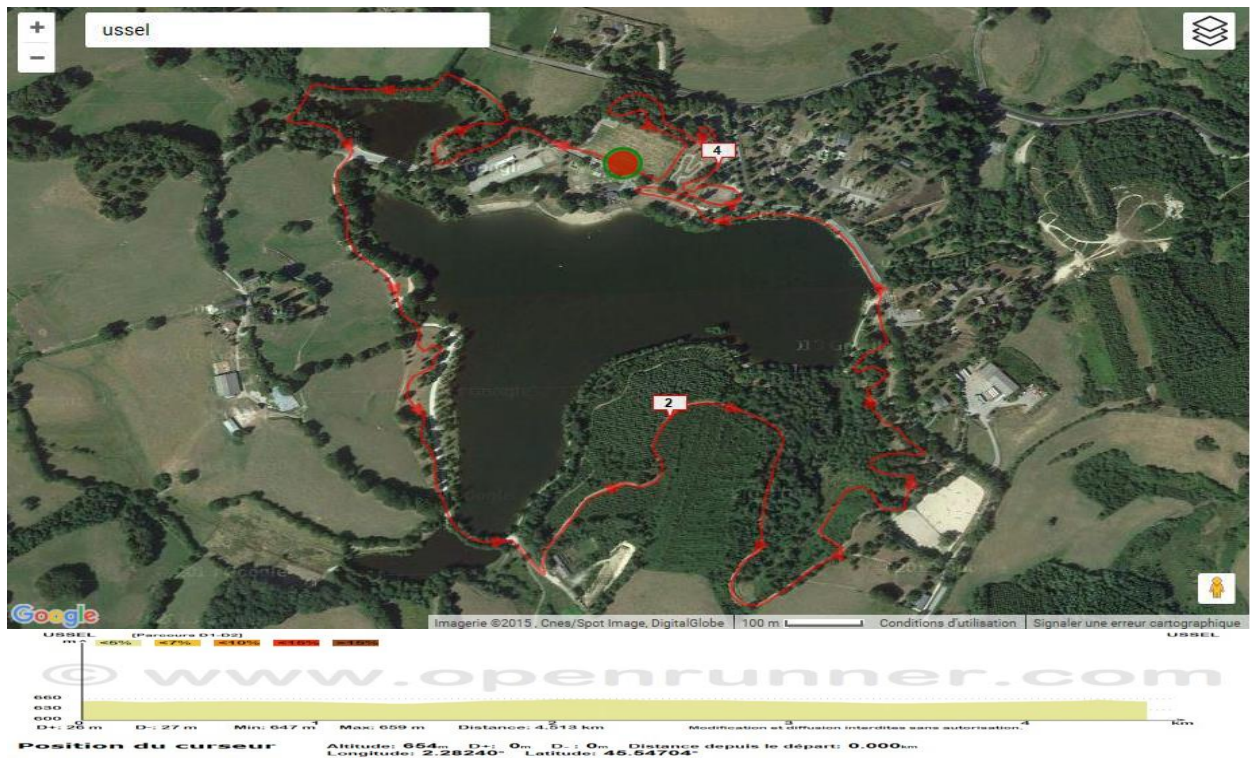 +
ussel
−
4
2
Google
Imagerie ©2015 , Cnes/Spot Image, DigitalGlobe
100 m
Conditions d'utilisation
Signaler une erreur cartographique
USSEL [Parcours D1-D2] USSEL
m <5% <7% <10% <15% >15%
© www.openrunner.com
660
630
600
0 1 2 3 4 km
D+: 26 m D-: 27 m Min: 647 m Max: 659 m Distance: 4.513 km Modification et diffusion interdites sans autorisation.
Position du curseur Altitude: 654m D+: 0m D-: 0m Distance depuis le départ: 0.000km
Longitude: 2.28240° Latitude: 45.54704°